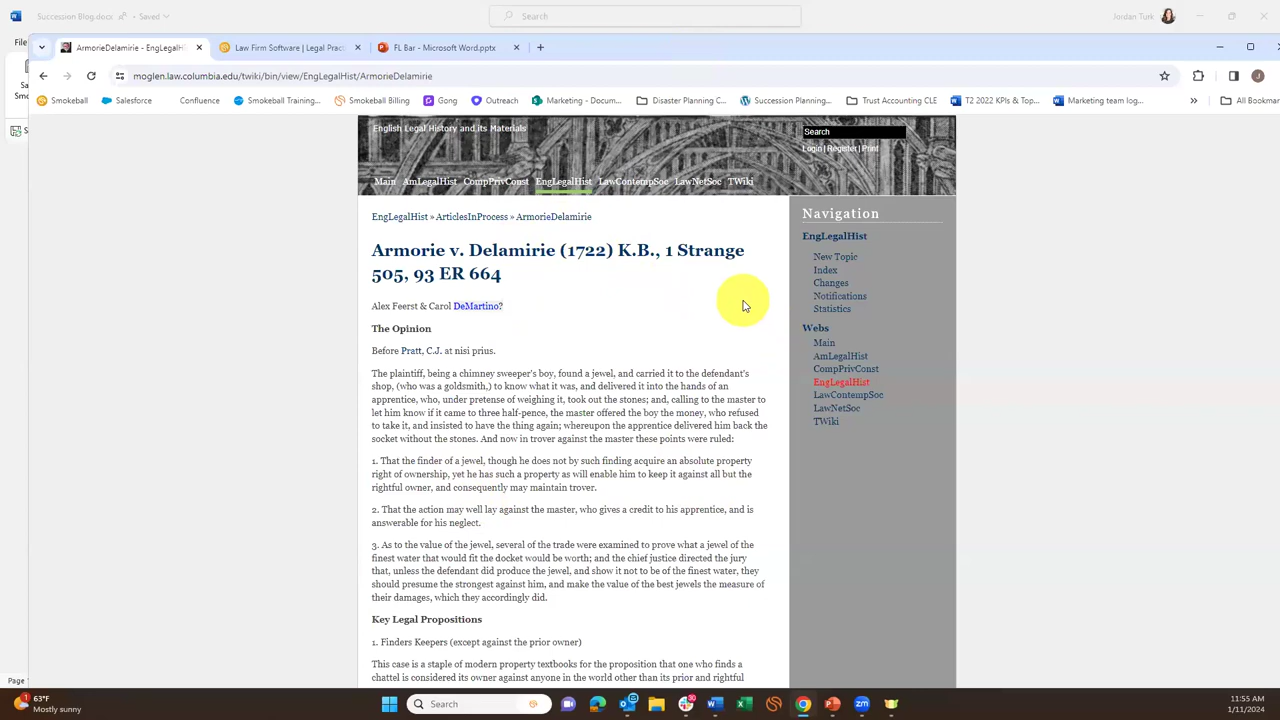 Succession Blog.docx • Saved
Search
Jordan Turk
File
ArmorieDelamirie - EngLegalHi
Law Firm Software | Legal Pract
FL Bar - Microsoft Word.pptx
moglen.law.columbia.edu/twiki/bin/view/EngLegalHist/ArmorieDelamirie
Smokeball
Salesforce
Confluence
Smokeball Training...
Smokeball Billing
Gong
Outreach
Marketing - Docum...
Disaster Planning C...
Succession Planning...
Trust Accounting CLE
T2 2022 KPIs & Top...
Marketing team log...
»
All Bookmar
English Legal History and its Materials
Search
Login | Register | Print
Main AmLegalHist CompPrivConst EngLegalHist LawContempSoc LawNetSoc TWiki
EngLegalHist » ArticlesInProcess » ArmorieDelamirie
Armorie v. Delamirie (1722) K.B., 1 Strange
505, 93 ER 664
Alex Feerst & Carol DeMartino?
The Opinion
Before Pratt, C.J. at nisi prius.
The plaintiff, being a chimney sweeper's boy, found a jewel, and carried it to the defendant's
shop, (who was a goldsmith,) to know what it was, and delivered it into the hands of an
apprentice, who, under pretense of weighing it, took out the stones; and, calling to the master to
let him know if it came to three half-pence, the master offered the boy the money, who refused
to take it, and insisted to have the thing again; whereupon the apprentice delivered him back the
socket without the stones. And now in trover against the master these points were ruled:
1. That the finder of a jewel, though he does not by such finding acquire an absolute property
right of ownership, yet he has such a property as will enable him to keep it against all but the
rightful owner, and consequently may maintain trover.
2. That the action may well lay against the master, who gives a credit to his apprentice, and is
answerable for his neglect.
3. As to the value of the jewel, several of the trade were examined to prove what a jewel of the
finest water that would fit the docket would be worth; and the chief justice directed the jury
that, unless the defendant did produce the jewel, and show it not to be of the finest water, they
should presume the strongest against him, and make the value of the best jewels the measure of
their damages, which they accordingly did.
Key Legal Propositions
1. Finders Keepers (except against the prior owner)
This case is a staple of modern property textbooks for the proposition that one who finds a
chattel is considered its owner against anyone in the world other than its prior and rightful
Navigation
EngLegalHist
New Topic
Index
Changes
Notifications
Statistics
Webs
Main
AmLegalHist
CompPrivConst
EngLegalHist
LawContempSoc
LawNetSoc
TWiki
Page
63°F
Mostly sunny
Search
11:55 AM
1/11/2024